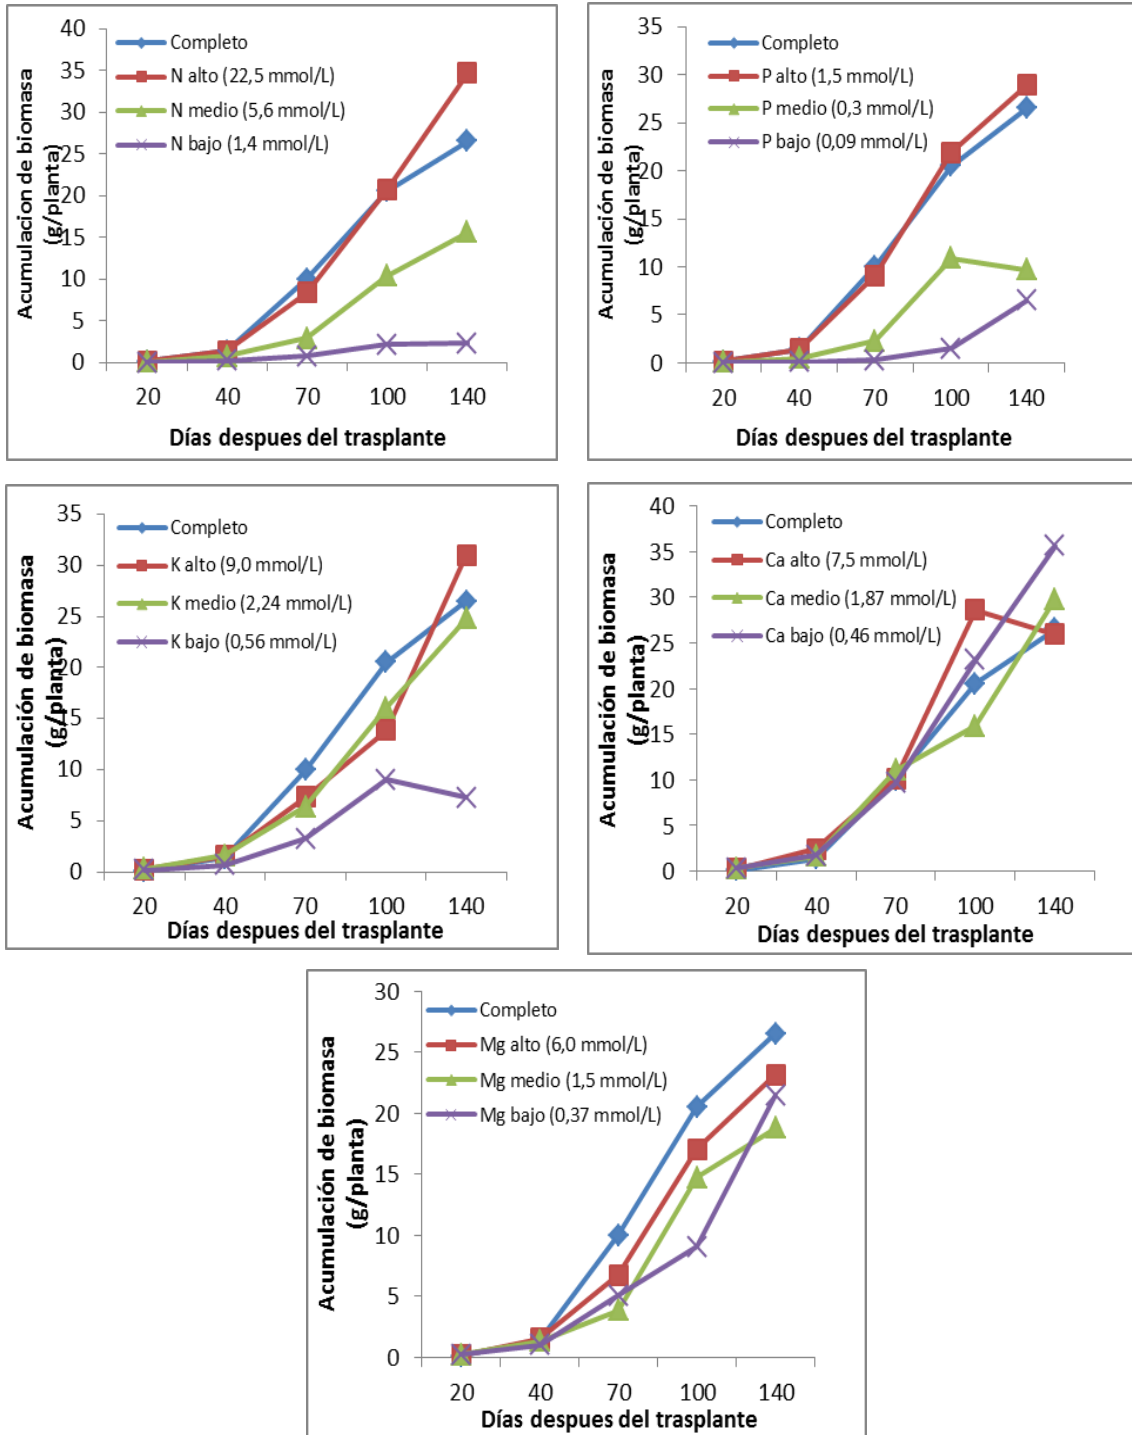 Acumulacion de biomasa
(g/planta)
40
35
30
25
20
15
10
5
0
Completo
N alto (22,5 mmol/L)
N medio (5,6 mmol/L)
N bajo (1,4 mmol/L)
20 40 70 100 140
Días despues del trasplante
Acumulación de biomasa
(g/planta)
35
30
25
20
15
10
5
0
Completo
P alto (1,5 mmol/L)
P medio (0,3 mmol/L)
P bajo (0,09 mmol/L)
20 40 70 100 140
Días despues del trasplante
Acumulación de biomasa
(g/planta)
35
30
25
20
15
10
5
0
Completo
K alto (9,0 mmol/L)
K medio (2,24 mmol/L)
K bajo (0,56 mmol/L)
20 40 70 100 140
Días despues del trasplante
Acumulación de biomasa
(g/planta)
40
35
30
25
20
15
10
5
0
Completo
Ca alto (7,5 mmol/L)
Ca medio (1,87 mmol/L)
Ca bajo (0,46 mmol/L)
20 40 70 100 140
Días despues del trasplante
Acumulación de biomasa
(g/planta)
30
25
20
15
10
5
0
Completo
Mg alto (6,0 mmol/L)
Mg medio (1,5 mmol/L)
Mg bajo (0,37 mmol/L)
20 40 70 100 140
Días despues del trasplante